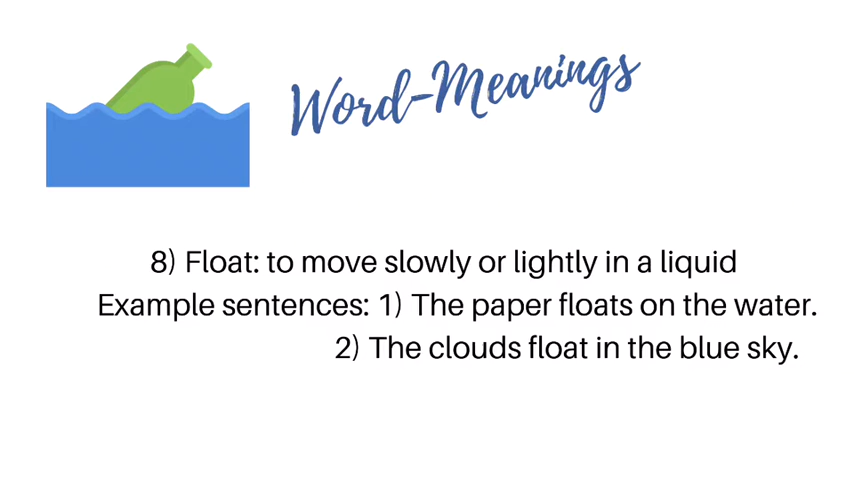 Word-Meanings
8) Float: to move slowly or lightly in a liquid
Example sentences: 1) The paper floats on the water.
2) The clouds float in the blue sky.